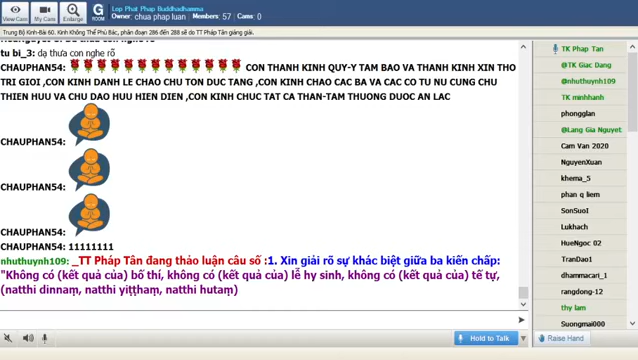 Lep Phat Phap Buddhadhamma
Owner: chua phap luan / Members: 57 / Cams: 0
View Cam
My Cam
Enlarge
ROOM
Trung Bộ Kinh-Bài 60. Kinh Không Thể Phủ Bác, phân đoạn 286 đến 288 sẽ do TT Pháp Tân giảng giải.
tu bi_3: dạ thưa con nghe rõ
CHAUPHAN54: CON THANH KINH QUY-Y TAM BAO VA THANH KINH XIN THO
TRI GIOI ,CON KINH DANH LE CHAO CHU TON DUC TANG ,CON KINH CHAO CAC BA VA CAC CO TU NU CUNG CHU
THIEN HUU VA CHU DAO HUU HIEN DIEN ,CON KINH CHUC TAT CA THAN-TAM THUONG DUOC AN LAC
CHAUPHAN54:
CHAUPHAN54:
CHAUPHAN54:
CHAUPHAN54: 11111111
nhuthuynh109: _TT Pháp Tân đang thảo luận câu số :1. Xin giải rõ sự khác biệt giữa ba kiến chấp:
"Không có (kết quả của) bố thí, không có (kết quả của) lễ hy sinh, không có (kết quả của) tế tự,
(natthi dinnaṃ, natthi yiṭṭhaṃ, natthi hutaṃ)
Hold to Talk
Raise Hand
TK Phap Tan
@TK Giac Dang
@nhuthuynh109
TK minhhanh
phongglan
@Lang Gia Nguyet
Cam Van 2020
NguyenXuan
khema_5
phan q liem
SonSuoI
Lukhach
HueNgoc 02
TranDao1
dhammacari_1
rangdong-12
thy lam
Suongmai000